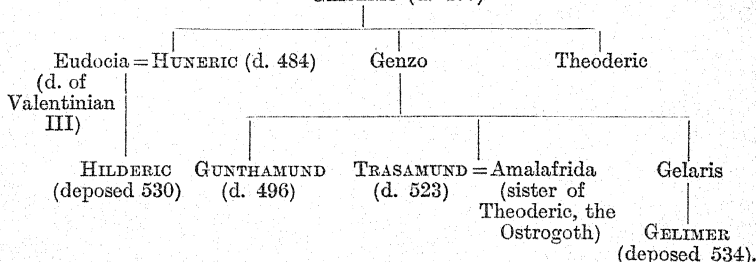 Eudocia = HUNERIC (d. 484) Genzo Theoderic
(d. of
Valentinian
III)
HILDERIC GUNTHAMUND TRASAMUND = Amalafrida Gelaris
(deposed 530) (d. 496) (d. 523) (sister of
Theoderic, the
Ostrogoth) GELIMER
(deposed 534).